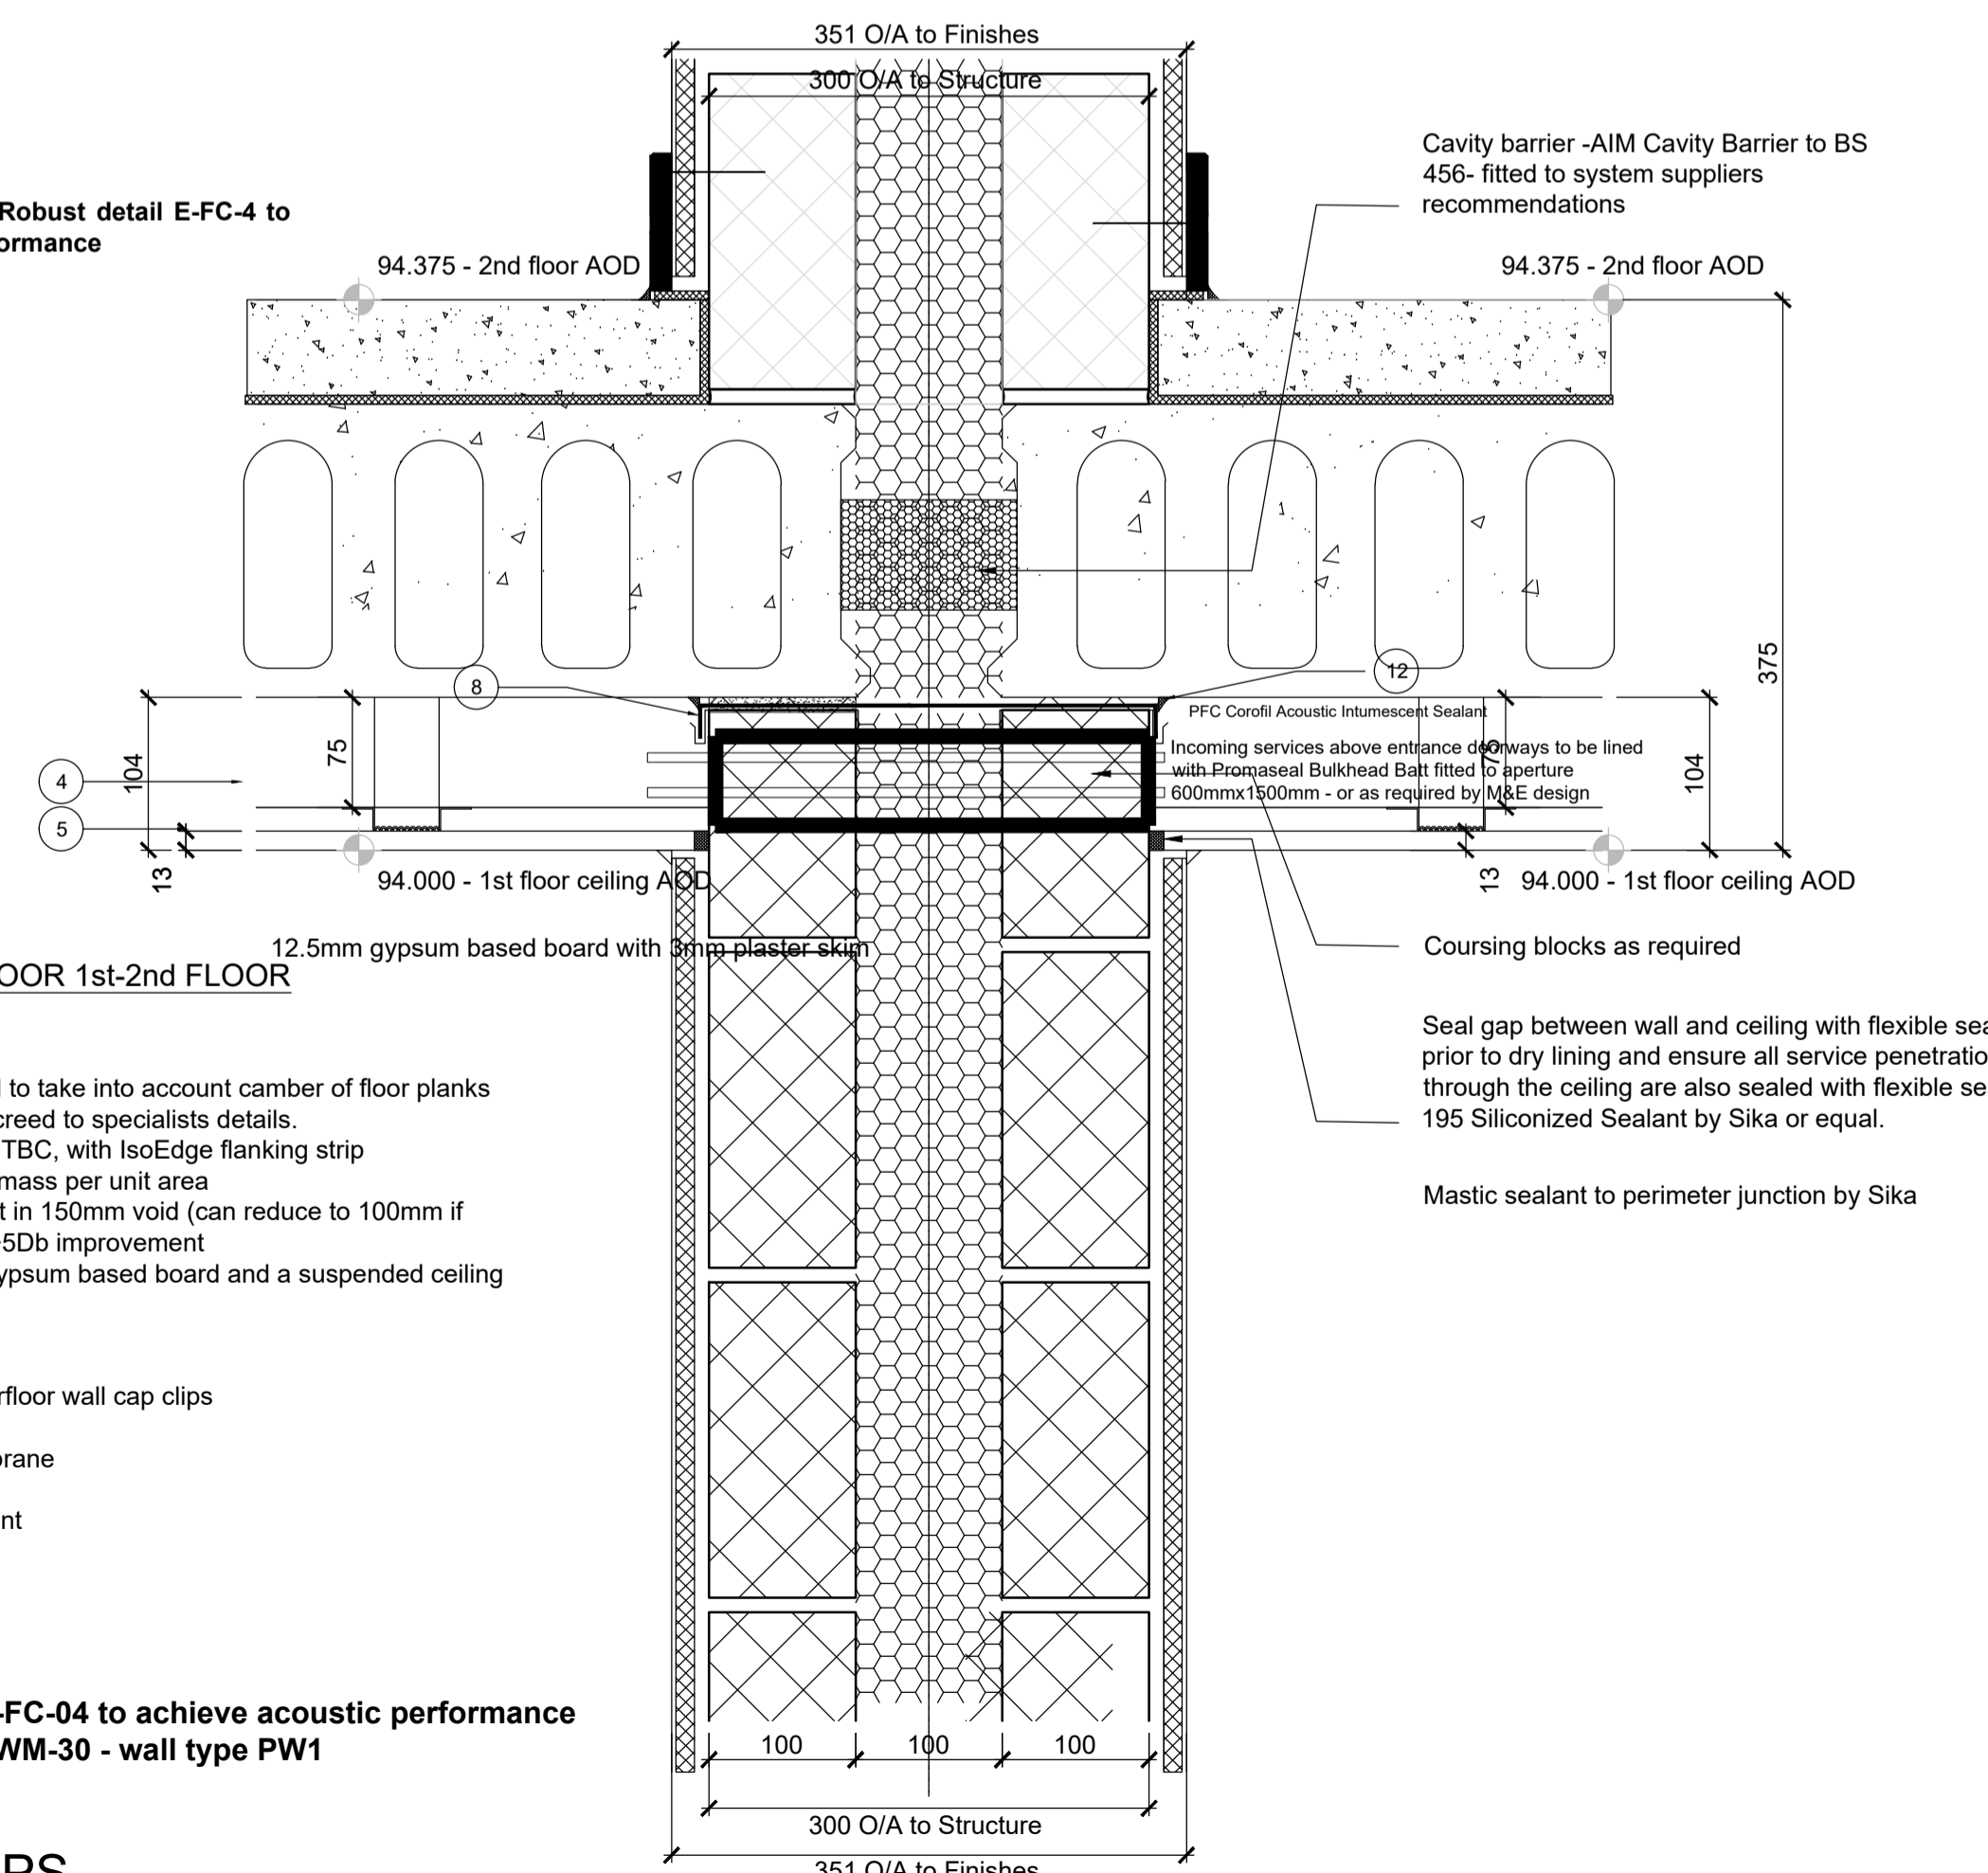 351 O/A to Finishes
300 O/A to Structure
Cavity barrier -AIM Cavity Barrier to BS
456- fitted to system suppliers
recommendations
Robust detail E-FC-4 to
ormance
94.375 - 2nd floor AOD
94.375 - 2nd floor AOD
375
8
12
PFC Corofil Acoustic Intumescent Sealant
Incoming services above entrance doorways to be lined
with Promaseal Bulkhead Batt fitted to aperture
600mmx1500mm - or as required by M&E design
4
104
75
75
104
5
13
94.000 - 1st floor ceiling AOD
13
94.000 - 1st floor ceiling AOD
12.5mm gypsum based board with 3mm plaster skim
Coursing blocks as required
OOR 1st-2nd FLOOR
Seal gap between wall and ceiling with flexible sea
prior to dry lining and ensure all service penetratio
through the ceiling are also sealed with flexible se
195 Siliconized Sealant by Sika or equal.
Mastic sealant to perimeter junction by Sika
to take into account camber of floor planks
creed to specialists details.
TBC, with IsoEdge flanking strip
mass per unit area
t in 150mm void (can reduce to 100mm if
5Db improvement
ypsum based board and a suspended ceiling
rfloor wall cap clips
brane
nt
-FC-04 to achieve acoustic performance
WM-30 - wall type PW1
100
100
100
300 O/A to Structure
351 O/A to Finishes
RS